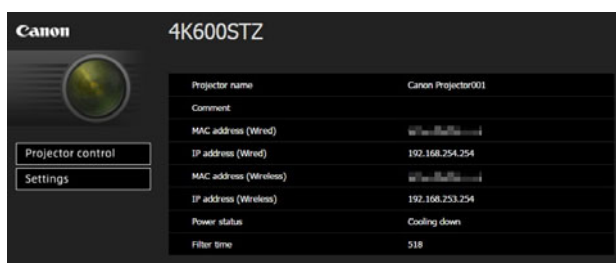 Canon
4K600STZ
Projector name Canon Projector001
Comment
MAC address (Wired)
Projector control
IP address (Wired) 192.168.254.254
Settings
MAC address (Wireless)
IP address (Wireless) 192.168.253.254
Power status Cooling down
Filter time 518